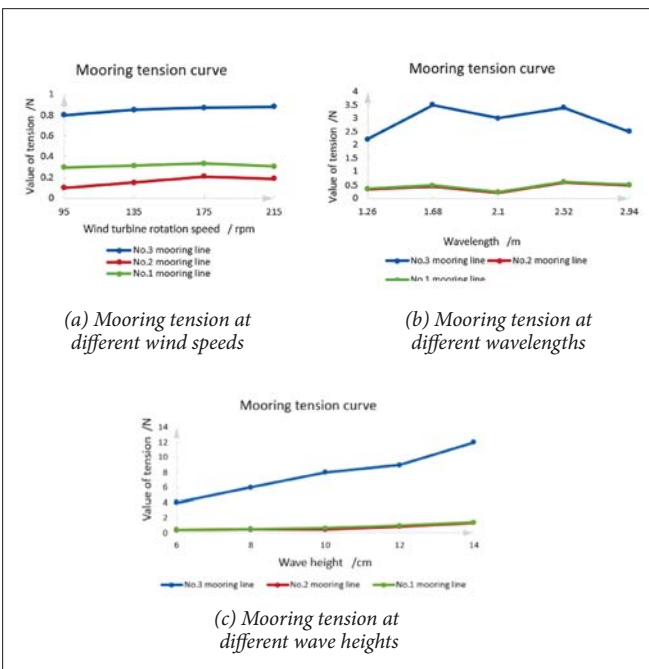 Mooring tension curve
Value of tension /N
1
0.8
0.6
0.4
0.2
0
95 135 175 215
Wind turbine rotation speed / rpm
No.3 mooring line
No.2 mooring line
No.1 mooring line
(a) Mooring tension at
different wind speeds
Mooring tension curve
Value of tension /N
4
3.5
3
2.5
2
1.5
1
0.5
0
1.26 1.68 2.1 2.52 2.94
Wavelength /m
No.3 mooring line No.2 mooring line
No.1 mooring line
(b) Mooring tension at
different wavelengths
Mooring tension curve
Value of tension /N
14
12
10
8
6
4
2
0
6 8 10 12 14
Wave height /cm
No.3 mooring line No.2 mooring line No.1 mooring line
(c) Mooring tension at
different wave heights